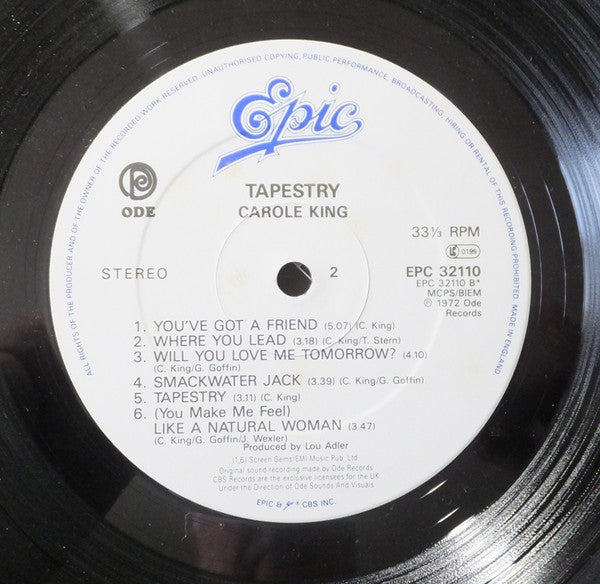 ALL RIGHTS OF THE PRODUCER AND OF THE OWNER OF THE RECORDED WORK RESERVED. UNAUTHORISED COPYING, PUBLIC PERFORMANCE, BROADCASTING, HIRING OR RENTAL OF THIS RECORDING PROHIBITED. MADE IN ENGLAND.
Epic
ODE
TAPESTRY
CAROLE KING
33⅓ RPM
LC 0199
STEREO
2
EPC 32110
EPC 32110 B*
MCPS/BIEM
℗ 1972 Ode
Records
1. YOU'VE GOT A FRIEND (5.07) (C. King)
2. WHERE YOU LEAD (3.18) (C. King/T. Stern)
3. WILL YOU LOVE ME TOMORROW? (4.10)
(C. King/G. Goffin)
4. SMACKWATER JACK (3.39) (C. King/G. Goffin)
5. TAPESTRY (3.11) (C. King)
6. (You Make Me Feel)
LIKE A NATURAL WOMAN (3.47)
(C. King/G. Goffin/J. Wexler)
Produced by Lou Adler
(1,6) Screen Gems/EMI Music Pub. Ltd.
Original sound recording made by Ode Records
CBS Records are the exclusive licensees for the UK
Under the Direction of Ode Sounds And Visuals
EPIC & ® CBS INC.